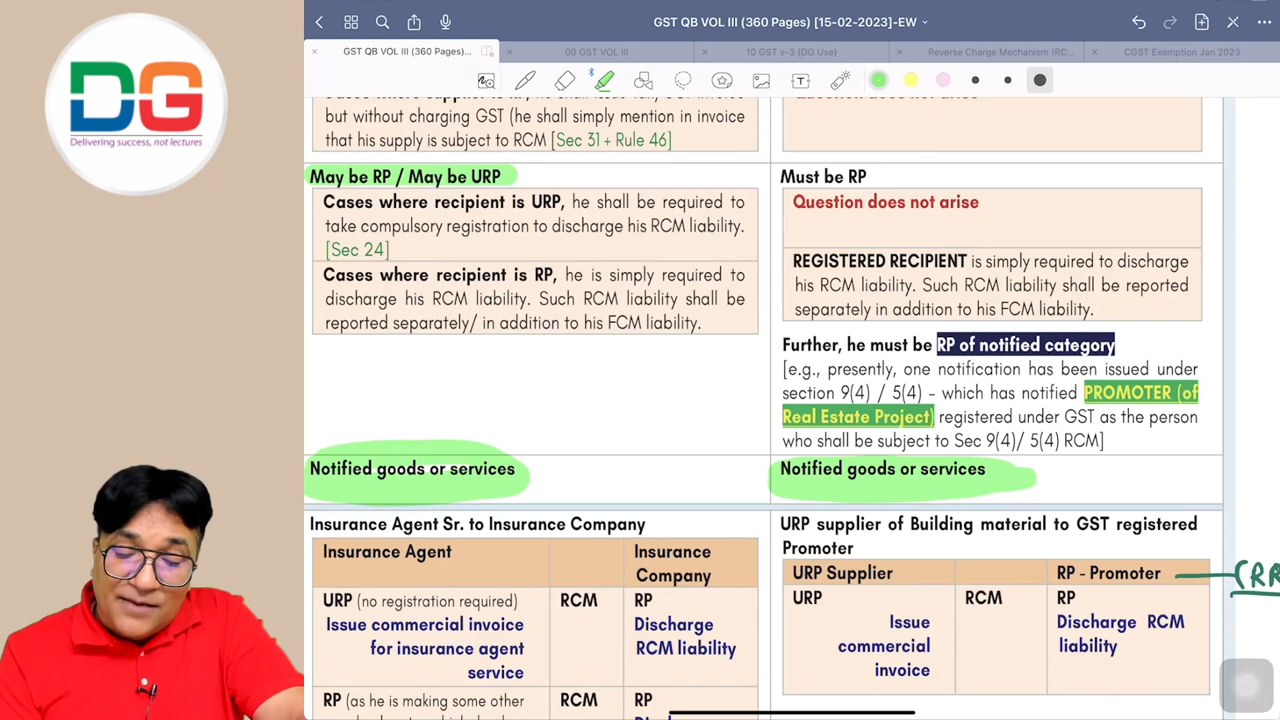 DG
Delivering success, not lectures
GST QB VOL III (360 Pages) [15-02-2023]-EW
GST QB VOL III (360 Pages)...
00 GST VOL III
10 GST v-3 (DG Use)
Reverse Charge Mechanism (RC...
CGST Exemption Jan 2023
but without charging GST (he shall simply mention in invoice
that his supply is subject to RCM [Sec 31 + Rule 46]
Question does not arise
May be RP / May be URP
Cases where recipient is URP, he shall be required to
take compulsory registration to discharge his RCM liability.
[Sec 24]
Cases where recipient is RP, he is simply required to
discharge his RCM liability. Such RCM liability shall be
reported separately/ in addition to his FCM liability.
Must be RP
Question does not arise
REGISTERED RECIPIENT is simply required to discharge
his RCM liability. Such RCM liability shall be reported
separately in addition to his FCM liability.
Further, he must be RP of notified category
[e.g., presently, one notification has been issued under
section 9(4) / 5(4) - which has notified PROMOTER (of
Real Estate Project) registered under GST as the person
who shall be subject to Sec 9(4)/ 5(4) RCM]
Notified goods or services
Notified goods or services
Insurance Agent Sr. to Insurance Company
Insurance Agent
Insurance
Company
URP (no registration required)
Issue commercial invoice
for insurance agent
service
RCM
RP
Discharge
RCM liability
RP (as he is making some other
RCM
RP
URP supplier of Building material to GST registered
Promoter
URP Supplier
RP - Promoter
URP
Issue
commercial
invoice
RCM
RP
Discharge RCM
liability